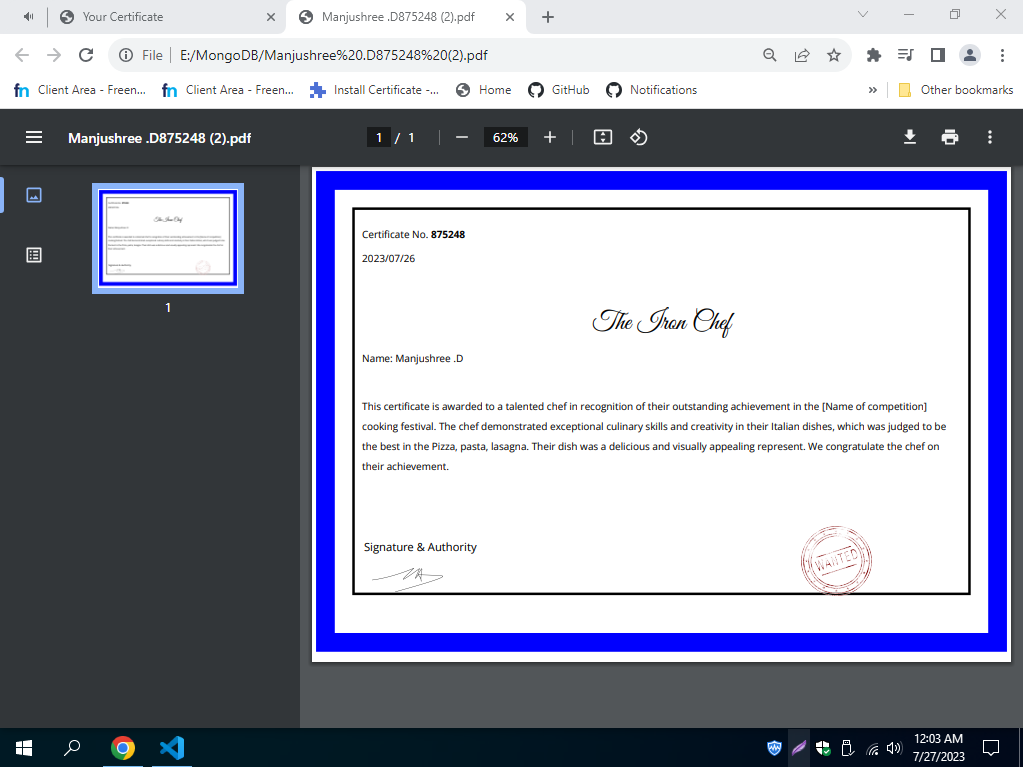 Your Certificate
Manjushree .D875248 (2).pdf
File
E:/MongoDB/Manjushree%20.D875248%20(2).pdf
Client Area - Freen...
Client Area - Freen...
Install Certificate -...
Home
GitHub
Notifications
»
Other bookmarks
Manjushree .D875248 (2).pdf
1 / 1
62%
1
Certificate No. 875248
2023/07/26
The Iron Chef
Name: Manjushree .D
This certificate is awarded to a talented chef in recognition of their outstanding achievement in the [Name of competition]
cooking festival. The chef demonstrated exceptional culinary skills and creativity in their Italian dishes, which was judged to be
the best in the Pizza, pasta, lasagna. Their dish was a delicious and visually appealing represent. We congratulate the chef on
their achievement.
Signature & Authority
WANTED
12:03 AM
7/27/2023